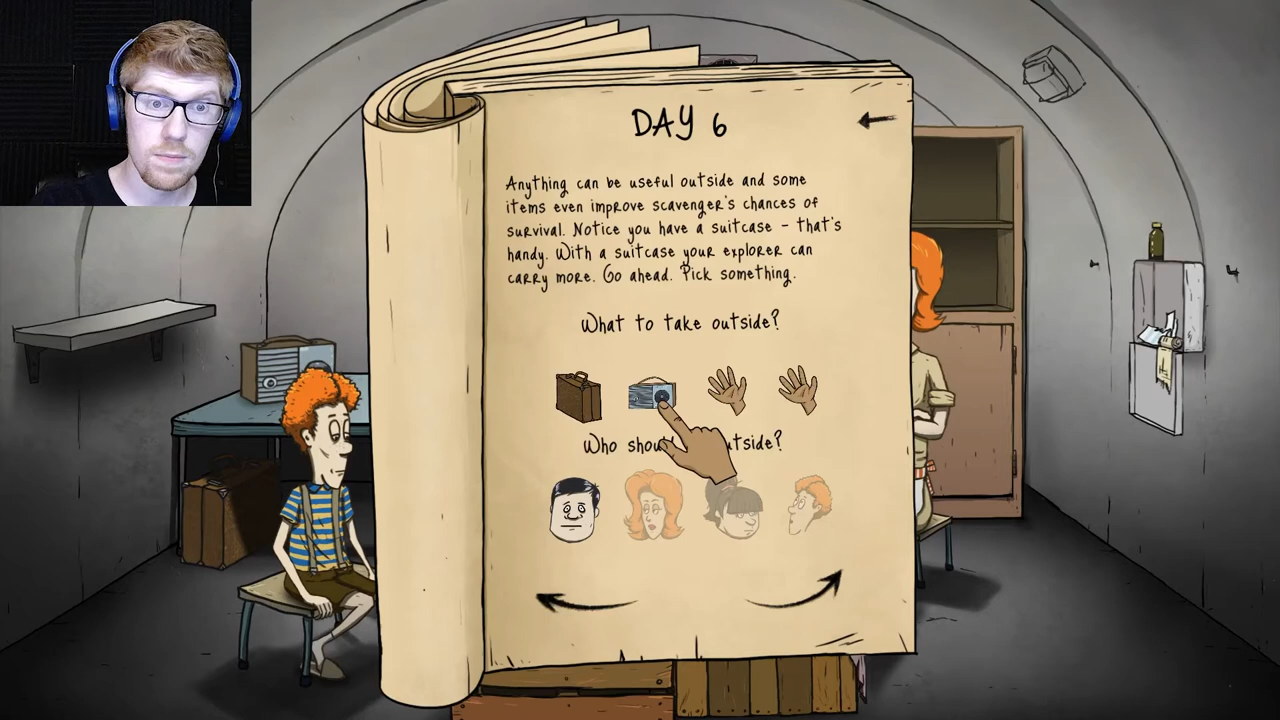 DAY 6
Anything can be useful outside and some
items even improve scavenger's chances of
survival. Notice you have a suitcase - that's
handy. With a suitcase your explorer can
carry more. Go ahead. Pick something.
What to take outside?
Who shou utside?